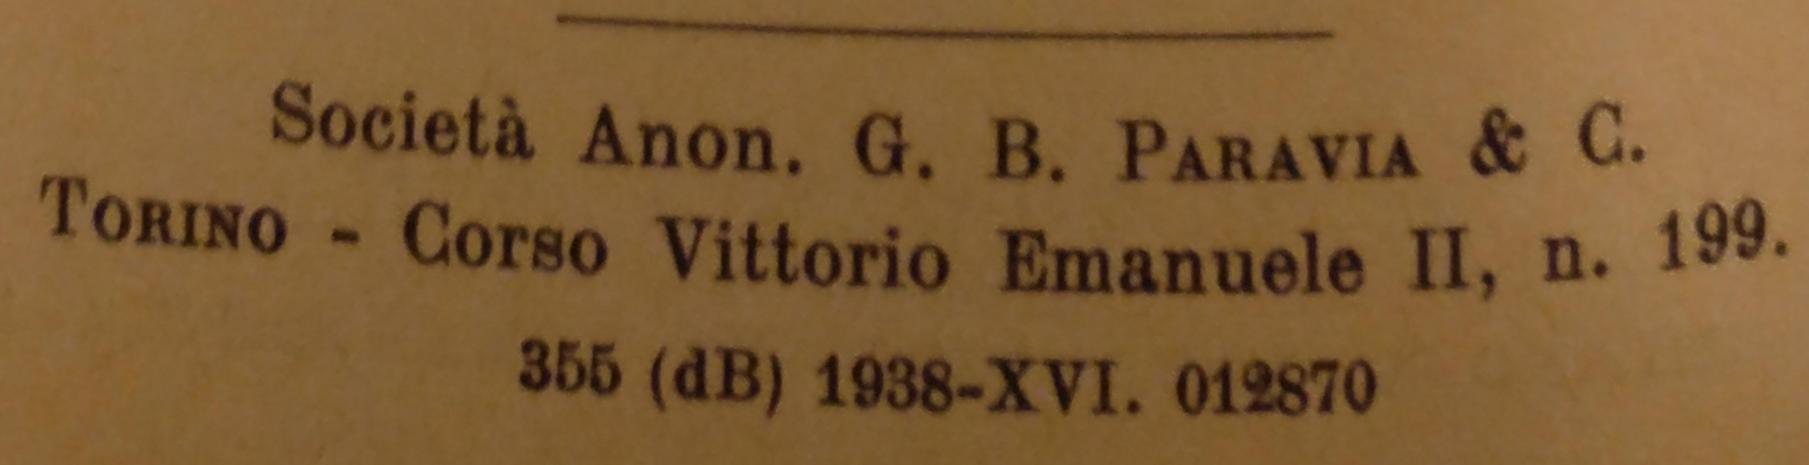 Società Anon. G. B. PARAVIA & C.
TORINO - Corso Vittorio Emanuele II, n. 199.
355 (dB) 1938-XVI. 012870